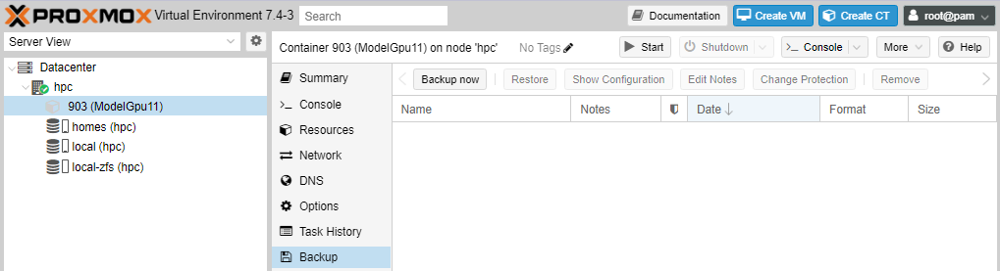 PROXMOX Virtual Environment 7.4-3 Search Documentation Create VM Create CT root@pam
Server View
Container 903 (ModelGpu11) on node 'hpc' No Tags Start Shutdown Console More Help
Datacenter
hpc
903 (ModelGpu11)
homes (hpc)
local (hpc)
local-zfs (hpc)
Summary
Console
Resources
Network
DNS
Options
Task History
Backup
Backup now Restore Show Configuration Edit Notes Change Protection Remove
Name Notes Date Format Size